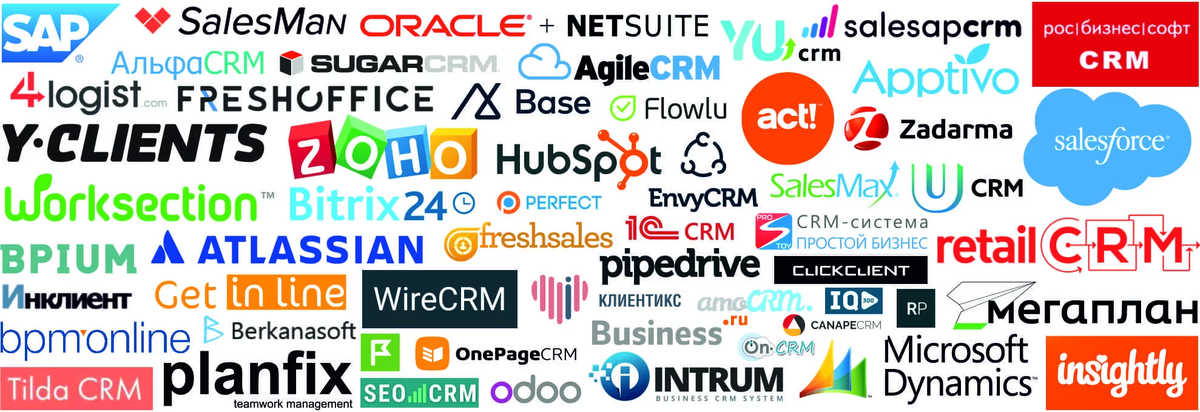 SAP
SALESMAN
ORACLE + NETSUITE
YU crm
salesapcrm
рос|бизнес|софт
CRM
АльфаCRM
SUGARCRM
AgileCRM
Apptivo
4logist.com
FRESHOFFICE
Base
Flowlu
act!
Zadarma
salesforce
Y·CLIENTS
ZOHO
HubSpot
EnvyCRM
SalesMax
U CRM
Worksection™
Bitrix24
PERFECT
BPIUM
ATLASSIAN
freshsales
1С CRM
PRO
STOY
CRM-система
ПРОСТОЙ БИЗНЕС
retailCRM
pipedrive
CLICKCLIENT
Инклиент
Get in line
WireCRM
КЛИЕНТИКС
amoCRM.
IQ300
RP
мегаплан
bpm'online
Berkanasoft
Business.ru
CANAPECRM
On-CRM
Microsoft
Dynamics™
insightly
Tilda CRM
planfix
teamwork management
OnePageCRM
SEO CRM
odoo
INTRUM
BUSINESS CRM SYSTEM